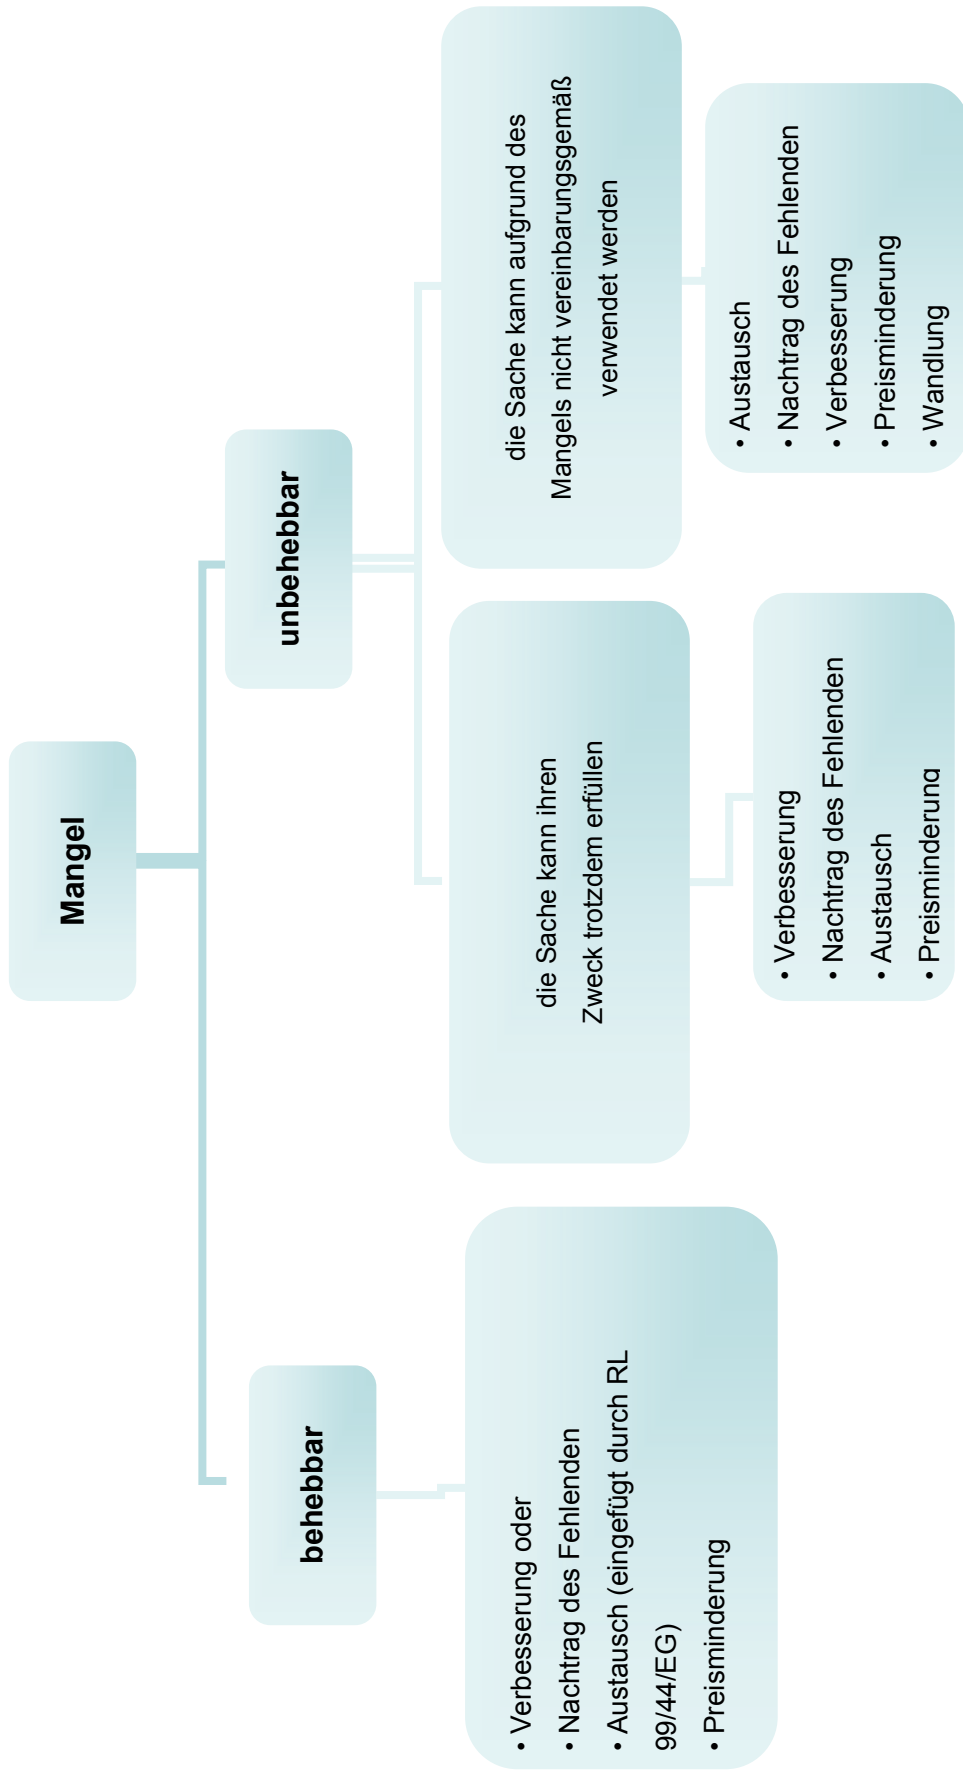 Mangel
behebbar
• Verbesserung oder
• Nachtrag des Fehlenden
• Austausch (eingefügt durch RL
99/44/EG)
• Preisminderung
unbehebbar
die Sache kann ihren
Zweck trotzdem erfüllen
• Verbesserung
• Nachtrag des Fehlenden
• Austausch
• Preisminderung
die Sache kann aufgrund des
Mangels nicht vereinbarungsgemäß
verwendet werden
• Austausch
• Nachtrag des Fehlenden
• Verbesserung
• Preisminderung
• Wandlung